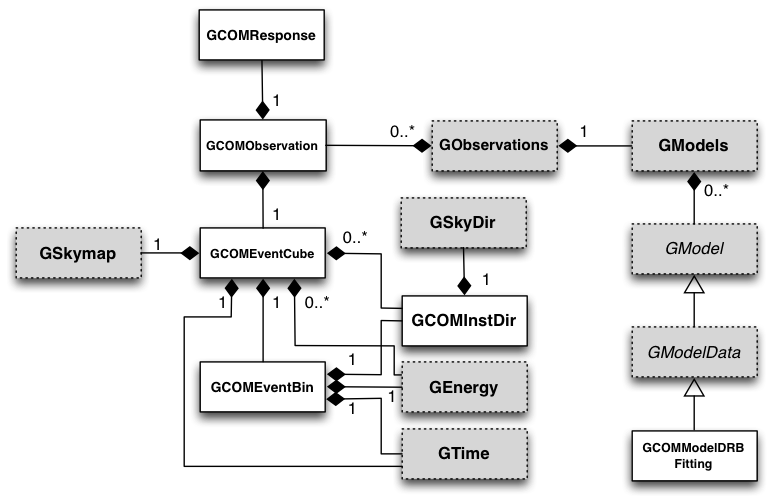 GCOMResponse
1
GCOMObservation
0..*
GObservations
1
GModels
0..*
1
GSkymap
1
GCOMEventCube
0..*
GSkyDir
1
GModel
1
1
0..*
GCOMInstDir
GModelData
GCOMEventBin
1
1
1
GEnergy
GTime
GCOMModelDRB
Fitting